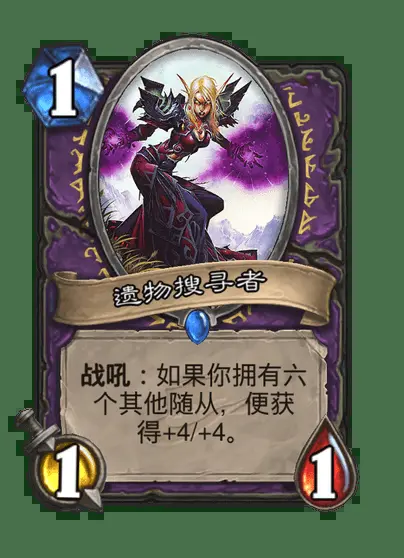 1
遗物搜寻者
战吼：如果你拥有六
个其他随从，便获
得+4/+4。
1
1